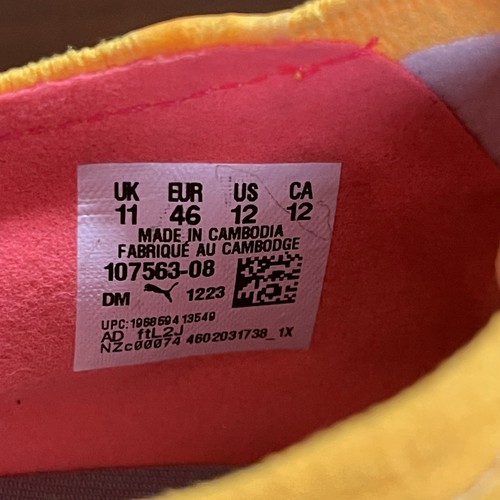 UK EUR US CA
11 46 12 12
MADE IN CAMBODIA
FABRIQUÉ AU CAMBODGE
107563-08
DM 1223
UPC:196859413549
AD ftL2J
NZc00074 4602031738_1X